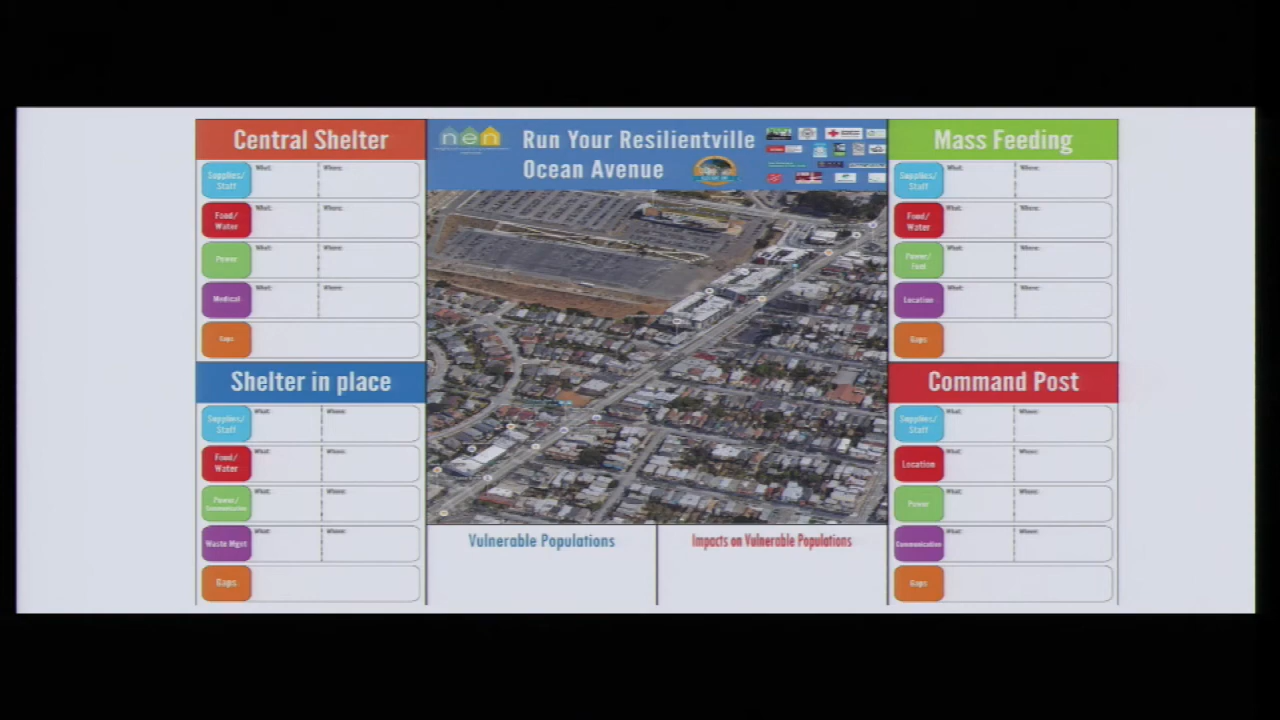 Central Shelter
Supplies/
Staff
What:
Where:
Food/
Water
What:
Where:
Power
What:
Where:
Medical
What:
Where:
Gaps
Shelter in place
Supplies/
Staff
What:
Where:
Food/
Water
What:
Where:
Power/
Communication
What:
Where:
Waste Mgmt
What:
Where:
Gaps
nen
Run Your Resilientville
Ocean Avenue
Vulnerable Populations
Impacts on Vulnerable Populations
Mass Feeding
Supplies/
Staff
What:
Where:
Food/
Water
What:
Where:
Power/
Fuel
What:
Where:
Location
What:
Where:
Gaps
Command Post
Supplies/
Staff
What:
Where:
Location
What:
Where:
Power
What:
Where:
Communication
What:
Where:
Gaps